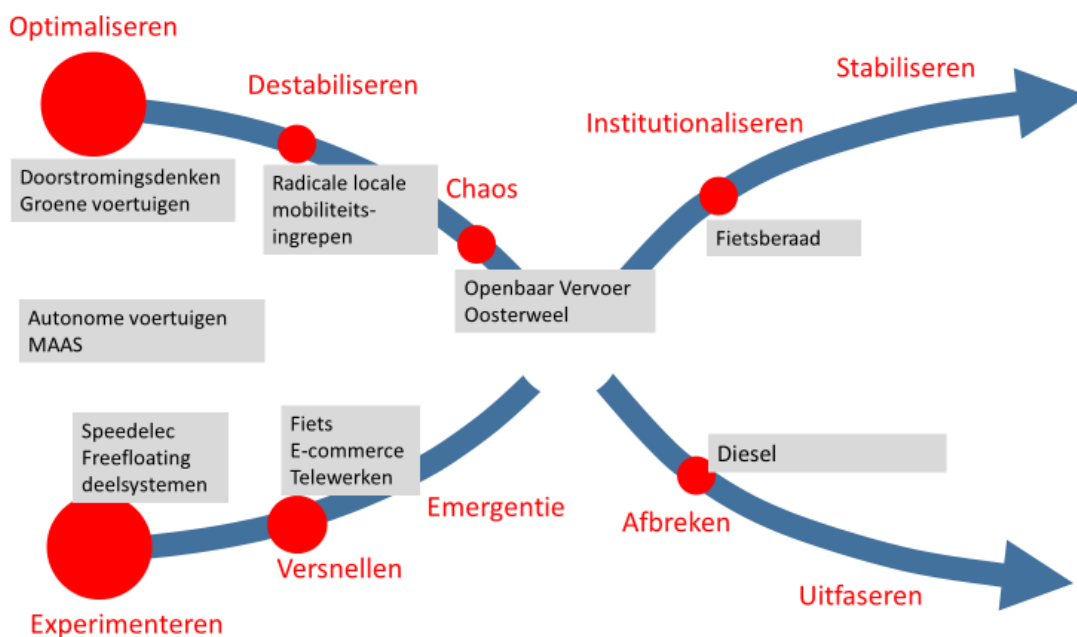 Optimaliseren
Destabiliseren
Stabiliseren
Institutionaliseren
Doorstromingsdenken
Groene voertuigen
Radicale locale
mobiliteits-
ingrepen
Chaos
Fietsberaad
Openbaar Vervoer
Oosterweel
Autonome voertuigen
MAAS
Speedelec
Freefloating
deelsystemen
Fiets
E-commerce
Telewerken
Diesel
Emergentie
Afbreken
Versnellen
Uitfaseren
Experimenteren